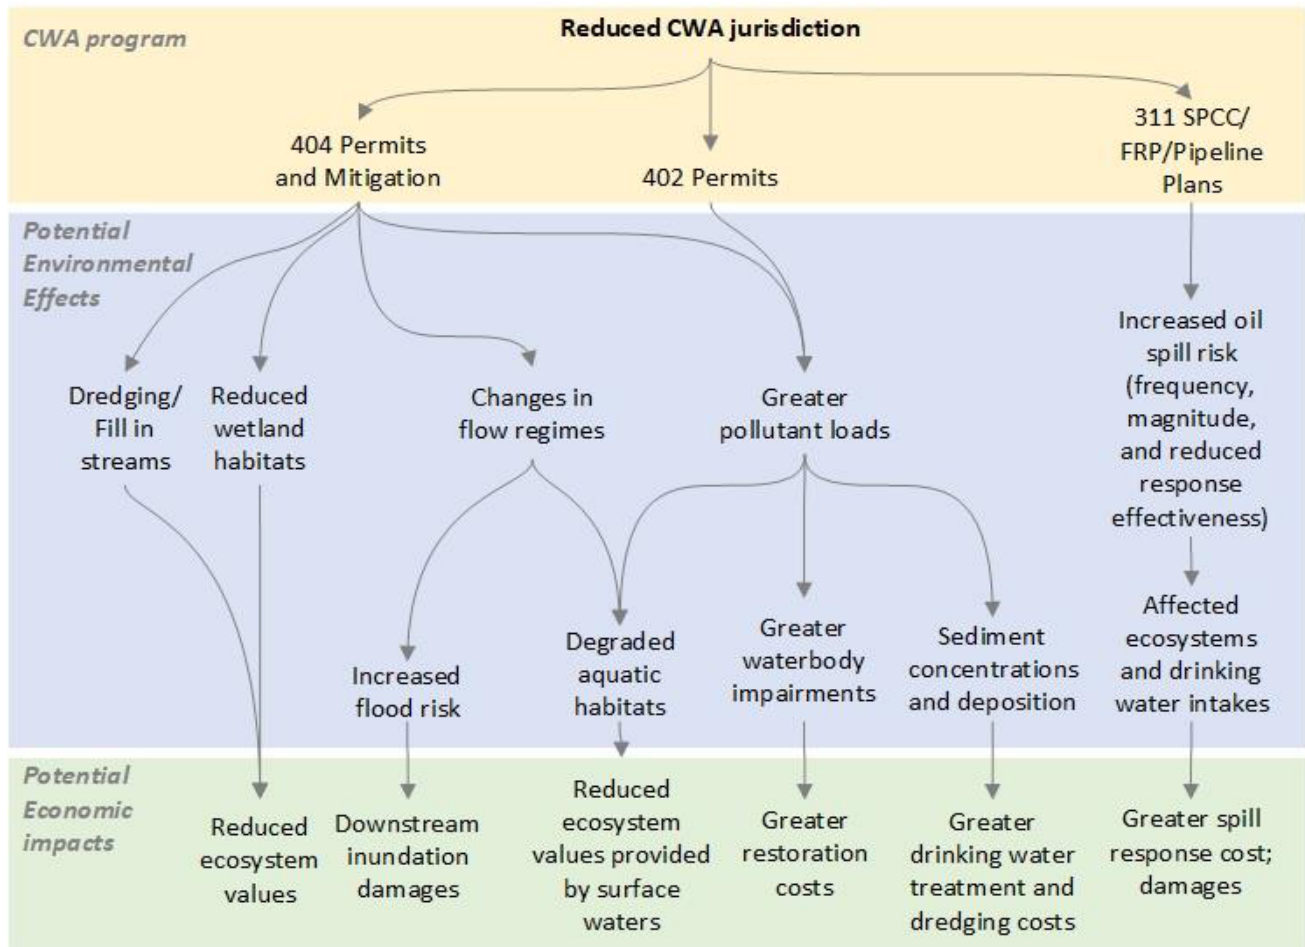 CWA program
Reduced CWA jurisdiction
404 Permits
and Mitigation
402 Permits
311 SPCC/
FRP/Pipeline
Plans
Potential
Environmental
Effects
Dredging/
Fill in
streams
Reduced
wetland
habitats
Changes in
flow regimes
Greater
pollutant loads
Increased oil
spill risk
(frequency,
magnitude,
and reduced
response
effectiveness)
Increased
flood risk
Degraded
aquatic
habitats
Greater
waterbody
impairments
Sediment
concentrations
and deposition
Affected
ecosystems
and drinking
water intakes
Potential
Economic
impacts
Reduced
ecosystem
values
Downstream
inundation
damages
Reduced
ecosystem
values provided
by surface
waters
Greater
restoration
costs
Greater
drinking water
treatment and
dredging costs
Greater spill
response cost;
damages